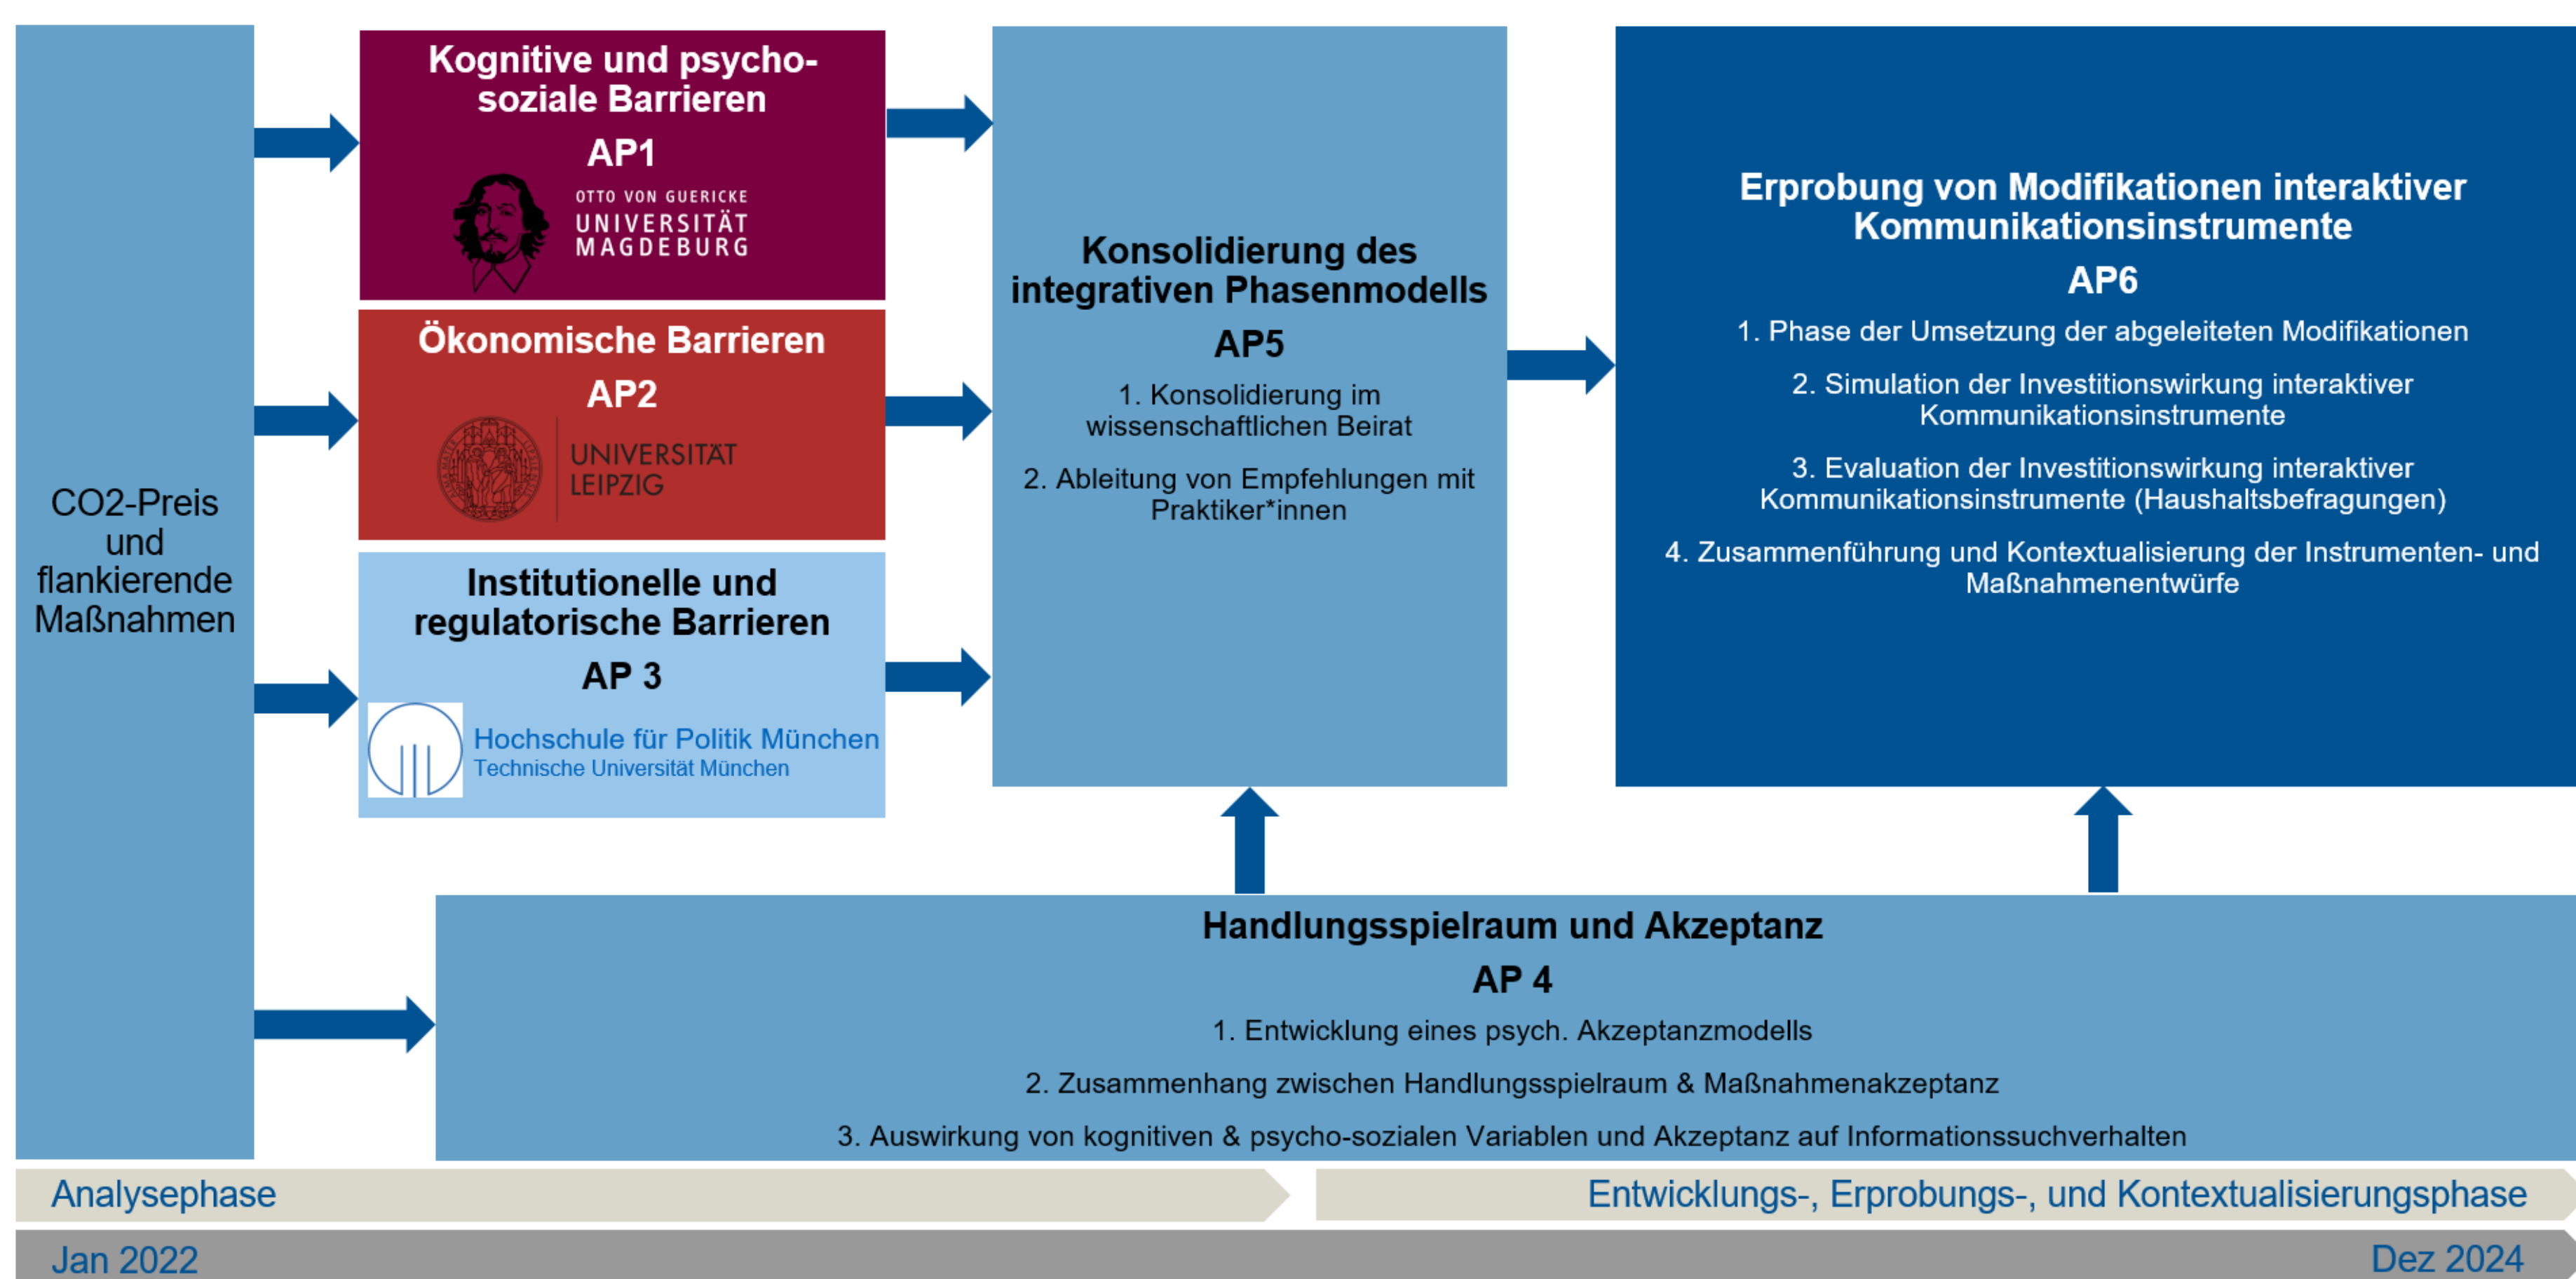 CO2-Preis
und
flankierende
Maßnahmen
Kognitive und psycho-
soziale Barrieren
AP1
OTTO VON GUERICKE
UNIVERSITÄT
MAGDEBURG
Ökonomische Barrieren
AP2
UNIVERSITÄT
LEIPZIG
Institutionelle und
regulatorische Barrieren
AP 3
Hochschule für Politik München
Technische Universität München
Konsolidierung des
integrativen Phasenmodells
AP5
1. Konsolidierung im
wissenschaftlichen Beirat
2. Ableitung von Empfehlungen mit
Praktiker*innen
Erprobung von Modifikationen interaktiver
Kommunikationsinstrumente
AP6
1. Phase der Umsetzung der abgeleiteten Modifikationen
2. Simulation der Investitionswirkung interaktiver
Kommunikationsinstrumente
3. Evaluation der Investitionswirkung interaktiver
Kommunikationsinstrumente (Haushaltsbefragungen)
4. Zusammenführung und Kontextualisierung der Instrumenten- und
Maßnahmenentwürfe
Handlungsspielraum und Akzeptanz
AP 4
1. Entwicklung eines psych. Akzeptanzmodells
2. Zusammenhang zwischen Handlungsspielraum & Maßnahmenakzeptanz
3. Auswirkung von kognitiven & psycho-sozialen Variablen und Akzeptanz auf Informationssuchverhalten
Analysephase
Entwicklungs-, Erprobungs-, und Kontextualisierungsphase
Jan 2022
Dez 2024